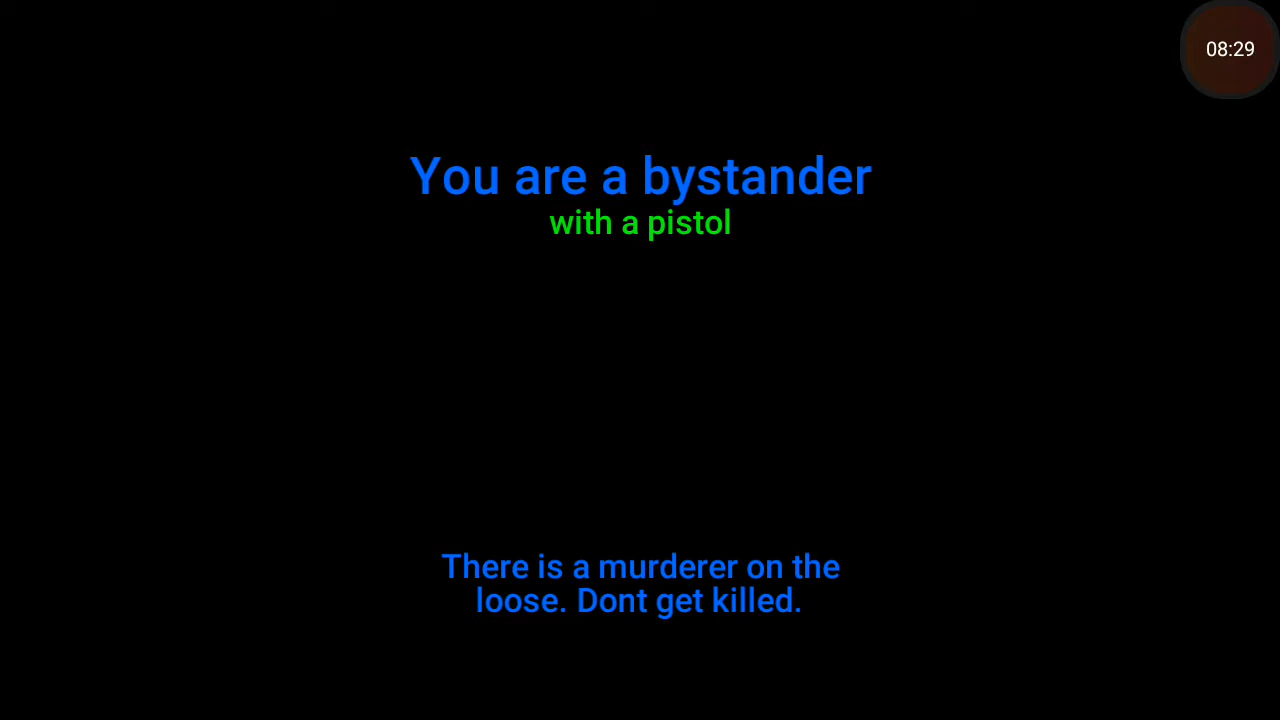 08:29
You are a bystander
with a pistol
There is a murderer on the
loose. Dont get killed.